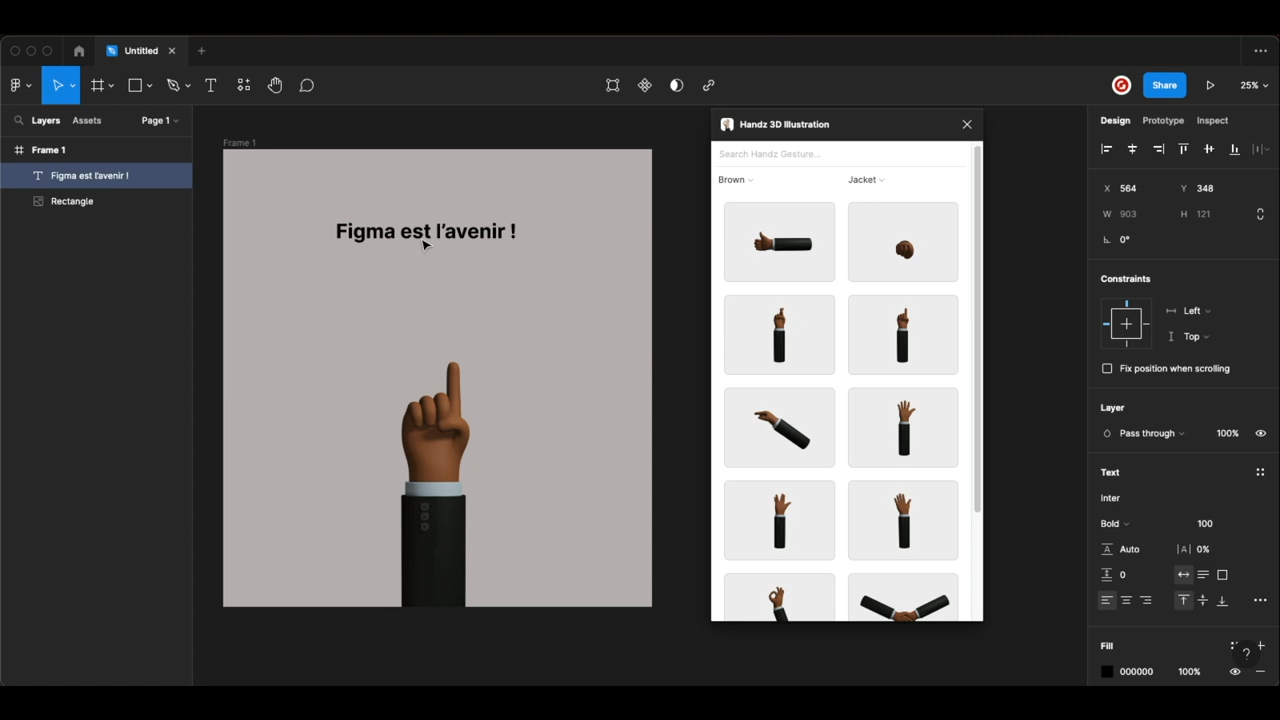 Untitled
Share
25%
Layers
Assets
Page 1
Frame 1
Figma est l'avenir !
Rectangle
Frame 1
Figma est l'avenir !
Handz 3D Illustration
Search Handz Gesture...
Brown
Jacket
Design
Prototype
Inspect
X 564
Y 348
W 903
H 121
0°
Constraints
Left
Top
Fix position when scrolling
Layer
Pass through
100%
Text
Inter
Bold
100
Auto
|A| 0%
0
Fill
?
000000
100%